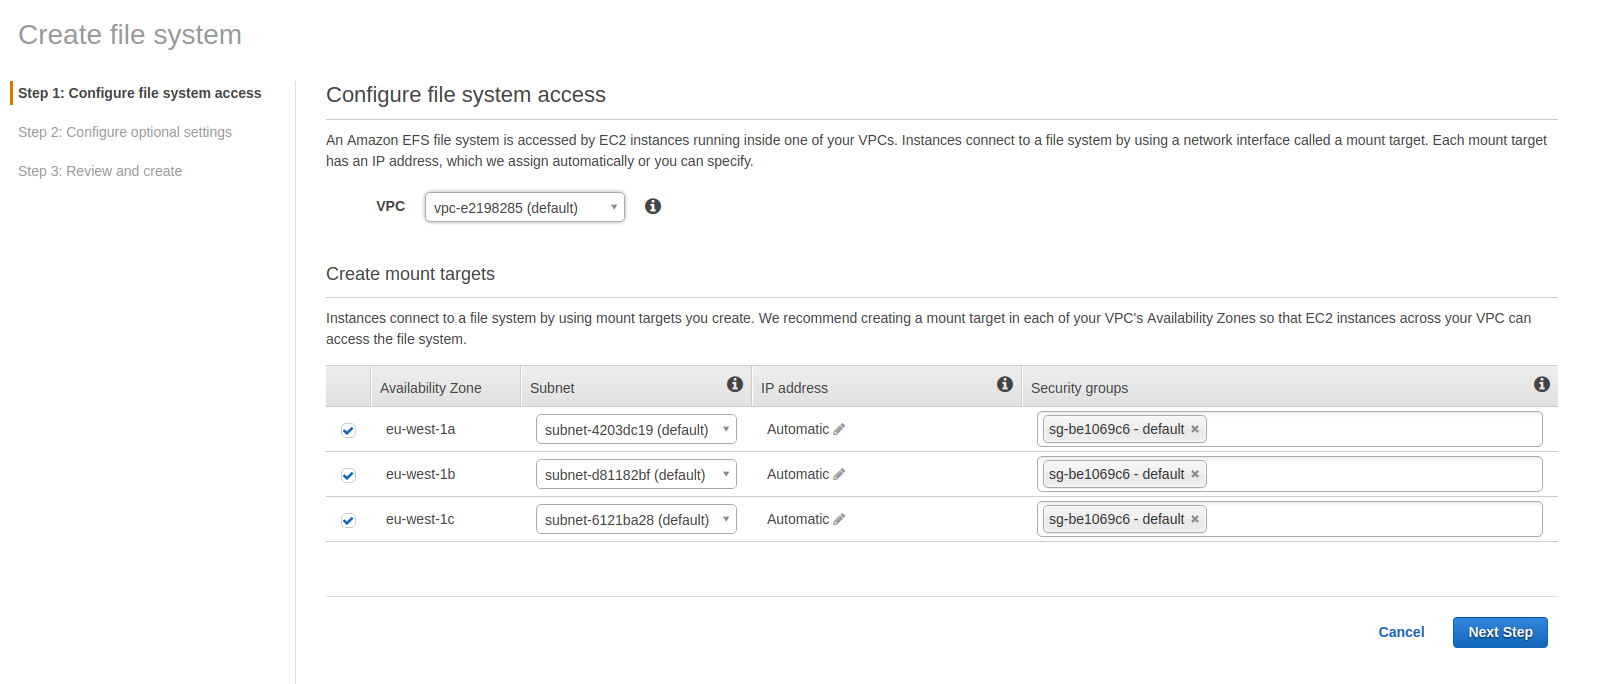 Create file system
Step 1: Configure file system access
Step 2: Configure optional settings
Step 3: Review and create
Configure file system access
An Amazon EFS file system is accessed by EC2 instances running inside one of your VPCs. Instances connect to a file system by using a network interface called a mount target. Each mount target
has an IP address, which we assign automatically or you can specify.
VPC vpc-e2198285 (default)
Create mount targets
Instances connect to a file system by using mount targets you create. We recommend creating a mount target in each of your VPC's Availability Zones so that EC2 instances across your VPC can
access the file system.
Availability Zone Subnet IP address Security groups
eu-west-1a subnet-4203dc19 (default) Automatic sg-be1069c6 - default
eu-west-1b subnet-d81182bf (default) Automatic sg-be1069c6 - default
eu-west-1c subnet-6121ba28 (default) Automatic sg-be1069c6 - default
Cancel Next Step